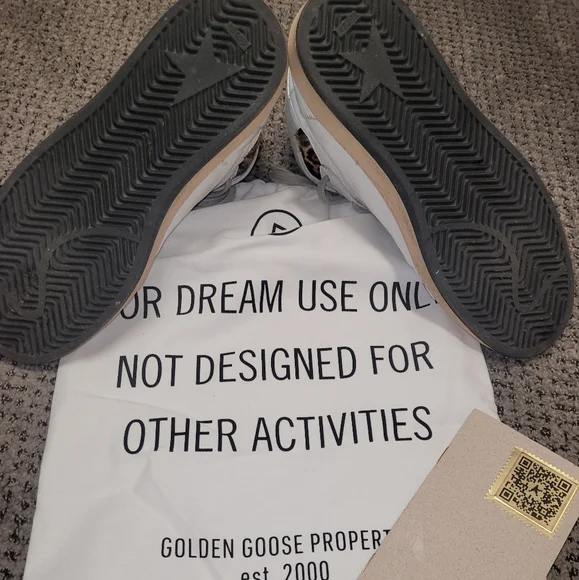 OR DREAM USE ONL
NOT DESIGNED FOR
OTHER ACTIVITIES
GOLDEN GOOSE PROPERT
est. 2000